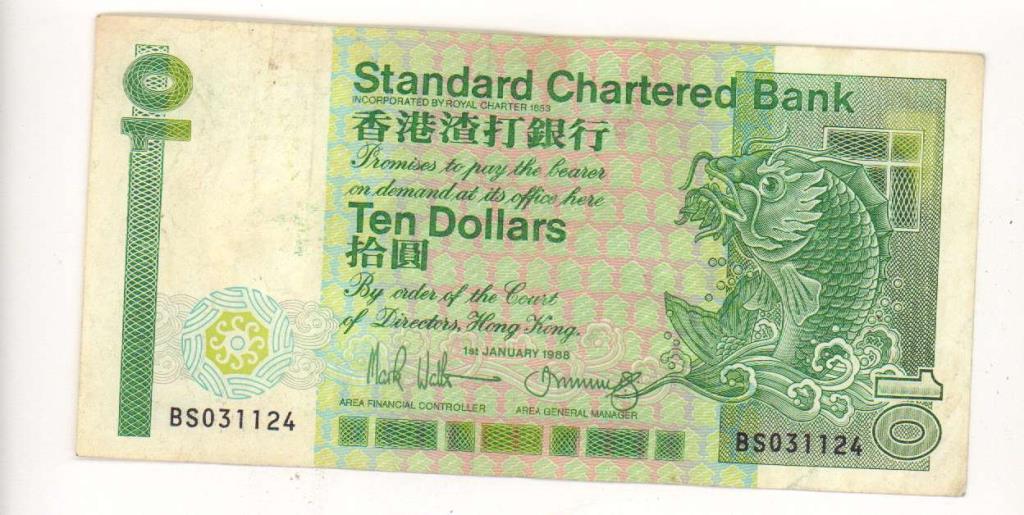 10
Standard Chartered Bank
INCORPORATED BY ROYAL CHARTER 1853
香港渣打銀行
Promises to pay the bearer
on demand at its office here
Ten Dollars
拾圓
By order of the Court
of Directors, Hong Kong.
1st JANUARY 1988
AREA FINANCIAL CONTROLLER AREA GENERAL MANAGER
BS031124
BS031124
10